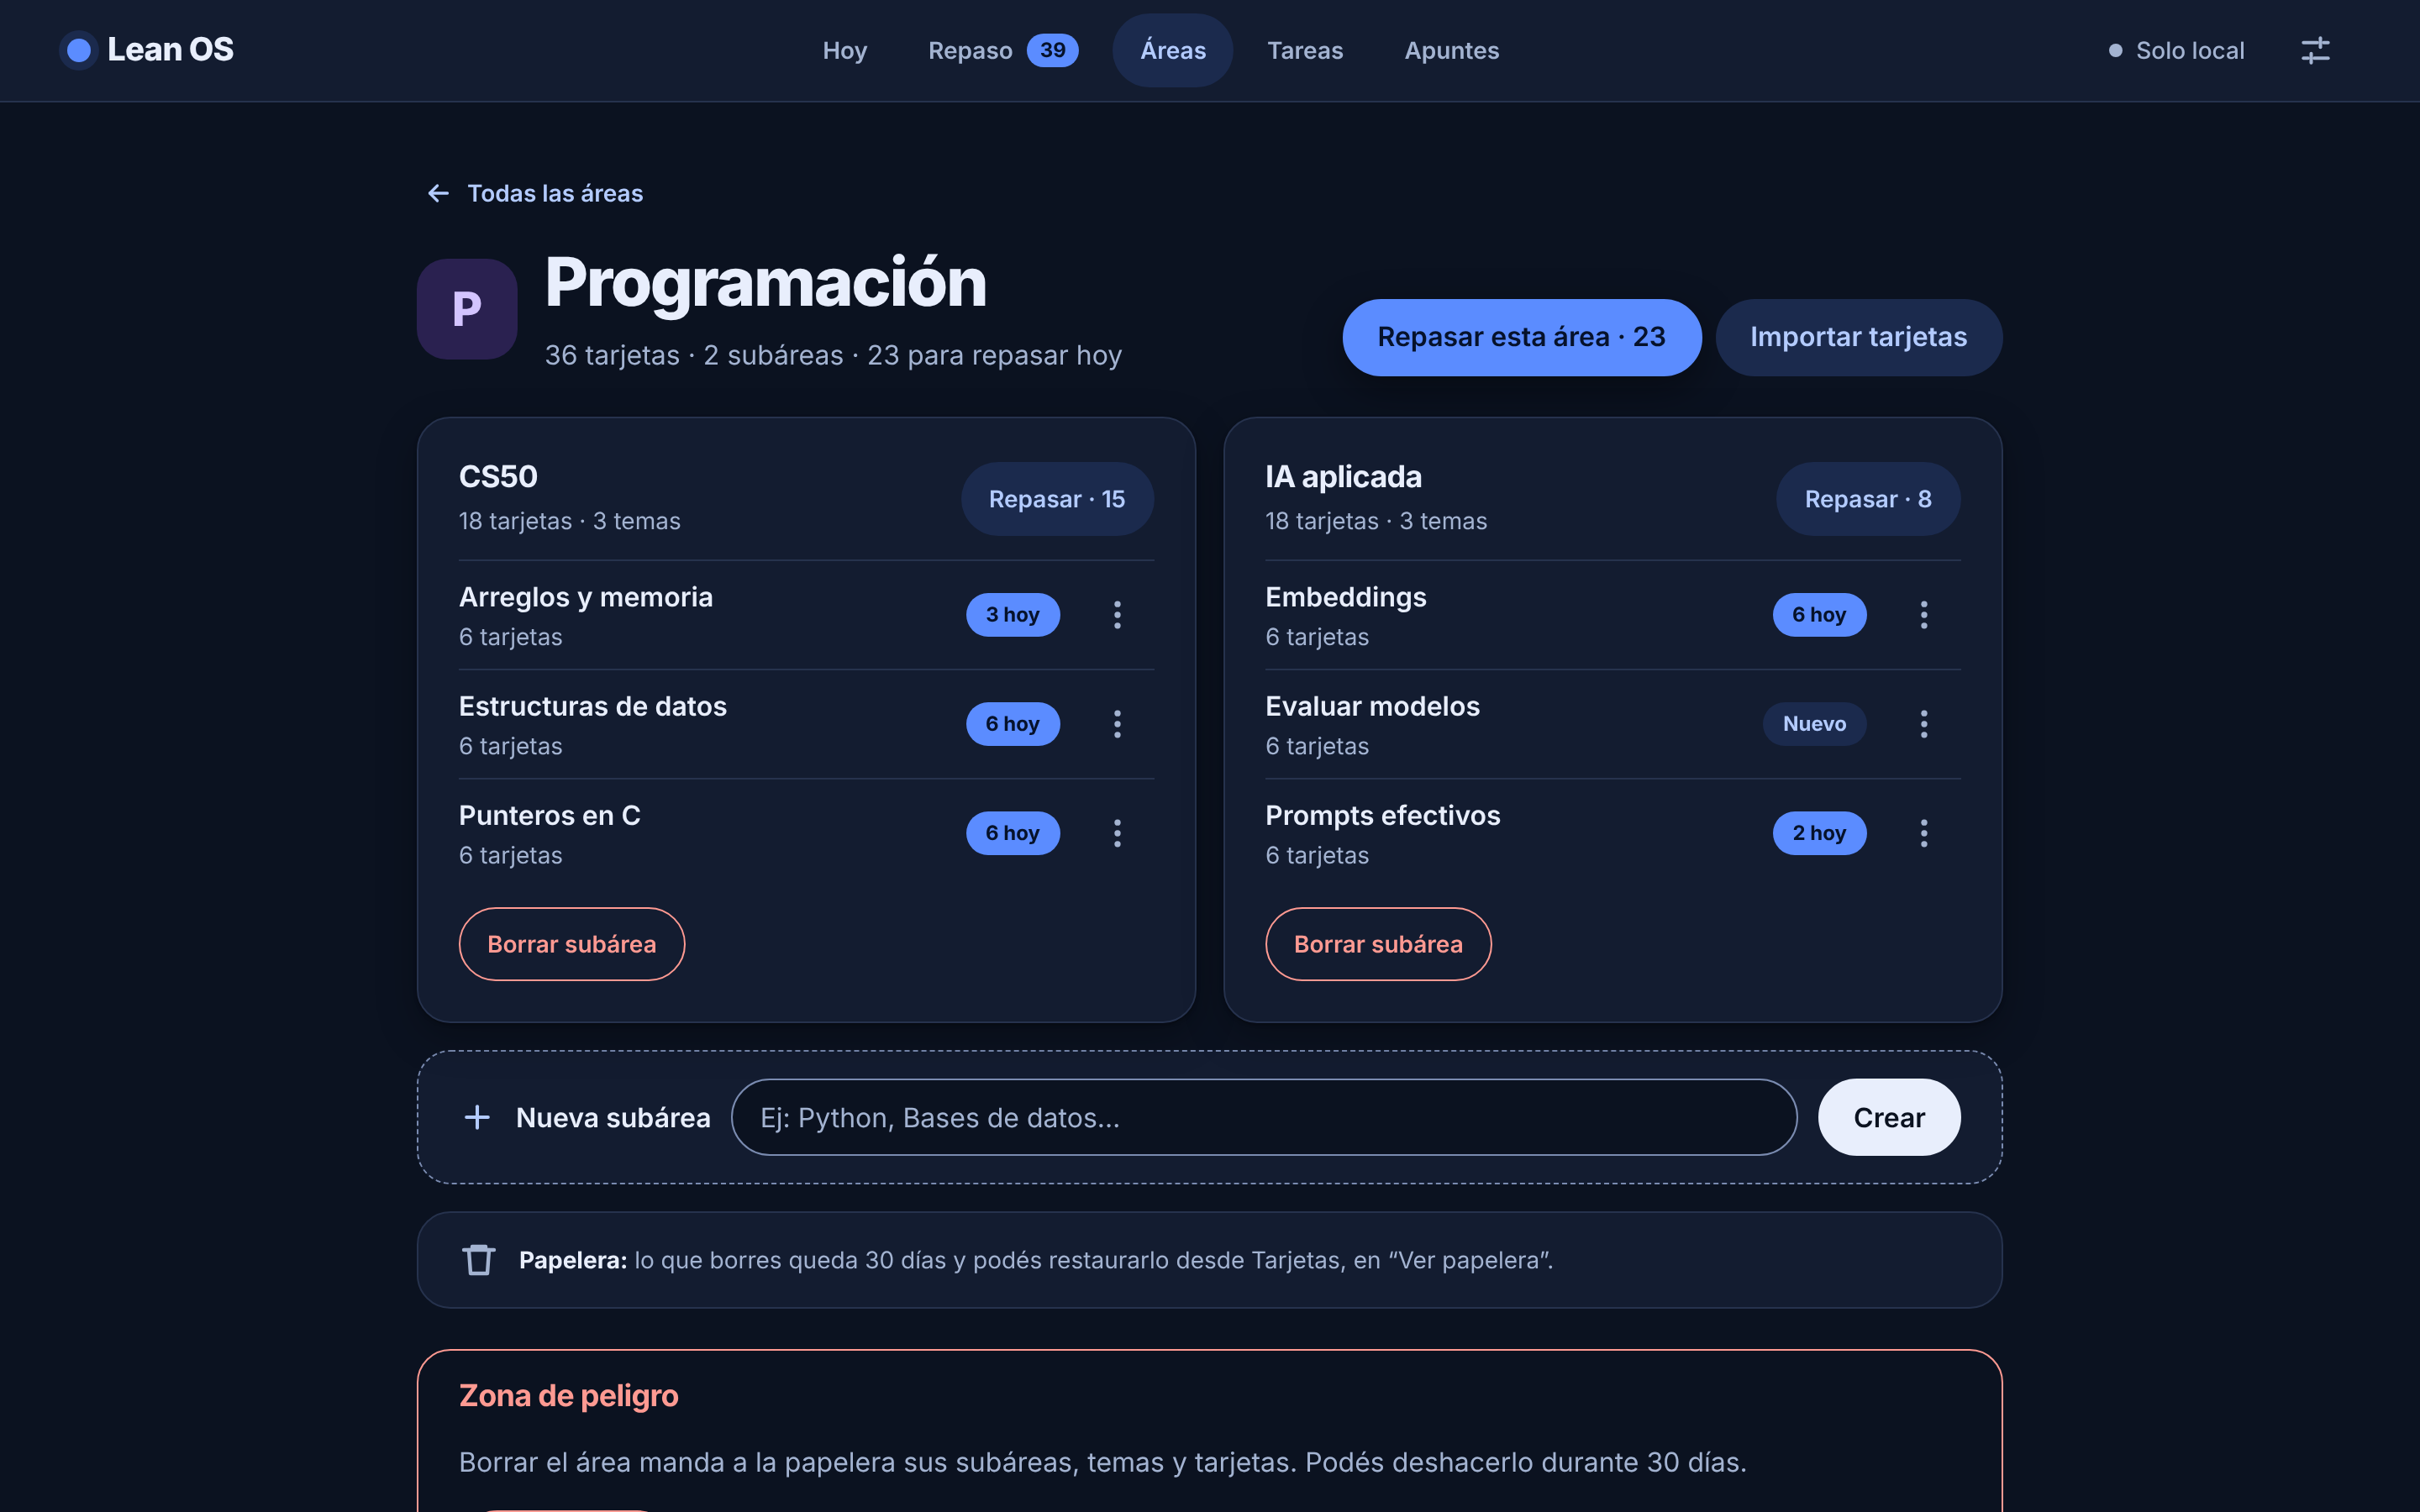 Lean OS
Hoy
Repaso 39
Áreas
Tareas
Apuntes
Solo local
Todas las áreas
P
Programación
36 tarjetas · 2 subáreas · 23 para repasar hoy
Repasar esta área · 23
Importar tarjetas
CS50
18 tarjetas · 3 temas
Repasar · 15
Arreglos y memoria
6 tarjetas
3 hoy
Estructuras de datos
6 tarjetas
6 hoy
Punteros en C
6 tarjetas
6 hoy
Borrar subárea
IA aplicada
18 tarjetas · 3 temas
Repasar · 8
Embeddings
6 tarjetas
6 hoy
Evaluar modelos
6 tarjetas
Nuevo
Prompts efectivos
6 tarjetas
2 hoy
Borrar subárea
Nueva subárea
Ej: Python, Bases de datos...
Crear
Papelera: lo que borres queda 30 días y podés restaurarlo desde Tarjetas, en “Ver papelera”.
Zona de peligro
Borrar el área manda a la papelera sus subáreas, temas y tarjetas. Podés deshacerlo durante 30 días.